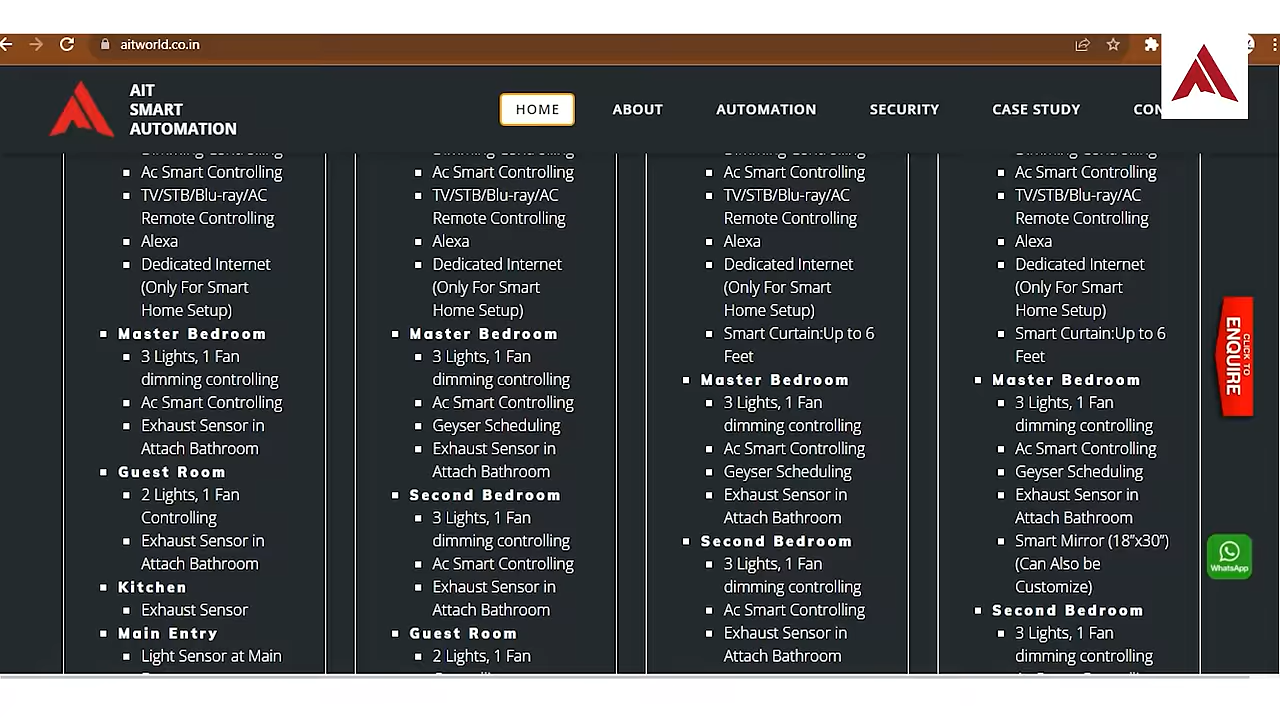 aitworld.co.in
AIT
SMART
AUTOMATION
HOME
ABOUT
AUTOMATION
SECURITY
CASE STUDY
CON
Dimming Controlling
Ac Smart Controlling
TV/STB/Blu-ray/AC
Remote Controlling
Alexa
Dedicated Internet
(Only For Smart
Home Setup)
Master Bedroom
3 Lights, 1 Fan
dimming controlling
Ac Smart Controlling
Exhaust Sensor in
Attach Bathroom
Guest Room
2 Lights, 1 Fan
Controlling
Exhaust Sensor in
Attach Bathroom
Kitchen
Exhaust Sensor
Main Entry
Light Sensor at Main
Dimming Controlling
Ac Smart Controlling
TV/STB/Blu-ray/AC
Remote Controlling
Alexa
Dedicated Internet
(Only For Smart
Home Setup)
Master Bedroom
3 Lights, 1 Fan
dimming controlling
Ac Smart Controlling
Geyser Scheduling
Exhaust Sensor in
Attach Bathroom
Second Bedroom
3 Lights, 1 Fan
dimming controlling
Ac Smart Controlling
Exhaust Sensor in
Attach Bathroom
Guest Room
2 Lights, 1 Fan
Dimming Controlling
Ac Smart Controlling
TV/STB/Blu-ray/AC
Remote Controlling
Alexa
Dedicated Internet
(Only For Smart
Home Setup)
Smart Curtain:Up to 6
Feet
Master Bedroom
3 Lights, 1 Fan
dimming controlling
Ac Smart Controlling
Geyser Scheduling
Exhaust Sensor in
Attach Bathroom
Second Bedroom
3 Lights, 1 Fan
dimming controlling
Ac Smart Controlling
Exhaust Sensor in
Attach Bathroom
Dimming Controlling
Ac Smart Controlling
TV/STB/Blu-ray/AC
Remote Controlling
Alexa
Dedicated Internet
(Only For Smart
Home Setup)
Smart Curtain:Up to 6
Feet
Master Bedroom
3 Lights, 1 Fan
dimming controlling
Ac Smart Controlling
Geyser Scheduling
Exhaust Sensor in
Attach Bathroom
Smart Mirror (18”x30”)
(Can Also be
Customize)
Second Bedroom
3 Lights, 1 Fan
dimming controlling
CLICK TO
ENQUIRE
WhatsApp